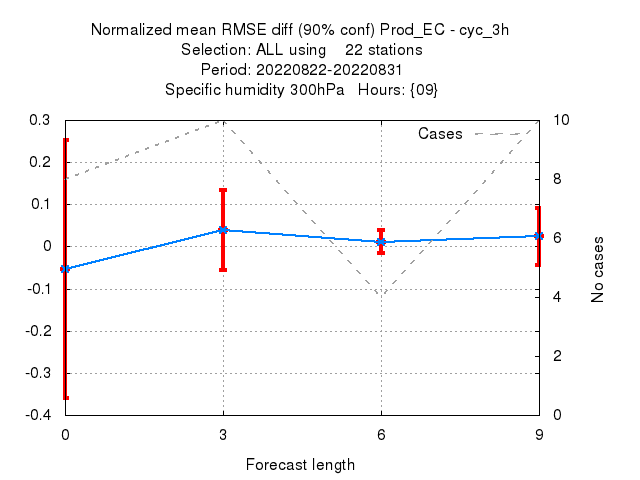 Normalized mean RMSE diff (90% conf) Prod_EC - cyc_3h
Selection: ALL using    22 stations
Period: 20220822-20220831
Specific humidity 300hPa   Hours: {09}
Cases
0.3
0.2
0.1
0
-0.1
-0.2
-0.3
-0.4
10
8
6
4
2
0
No cases
0 3 6 9
Forecast length